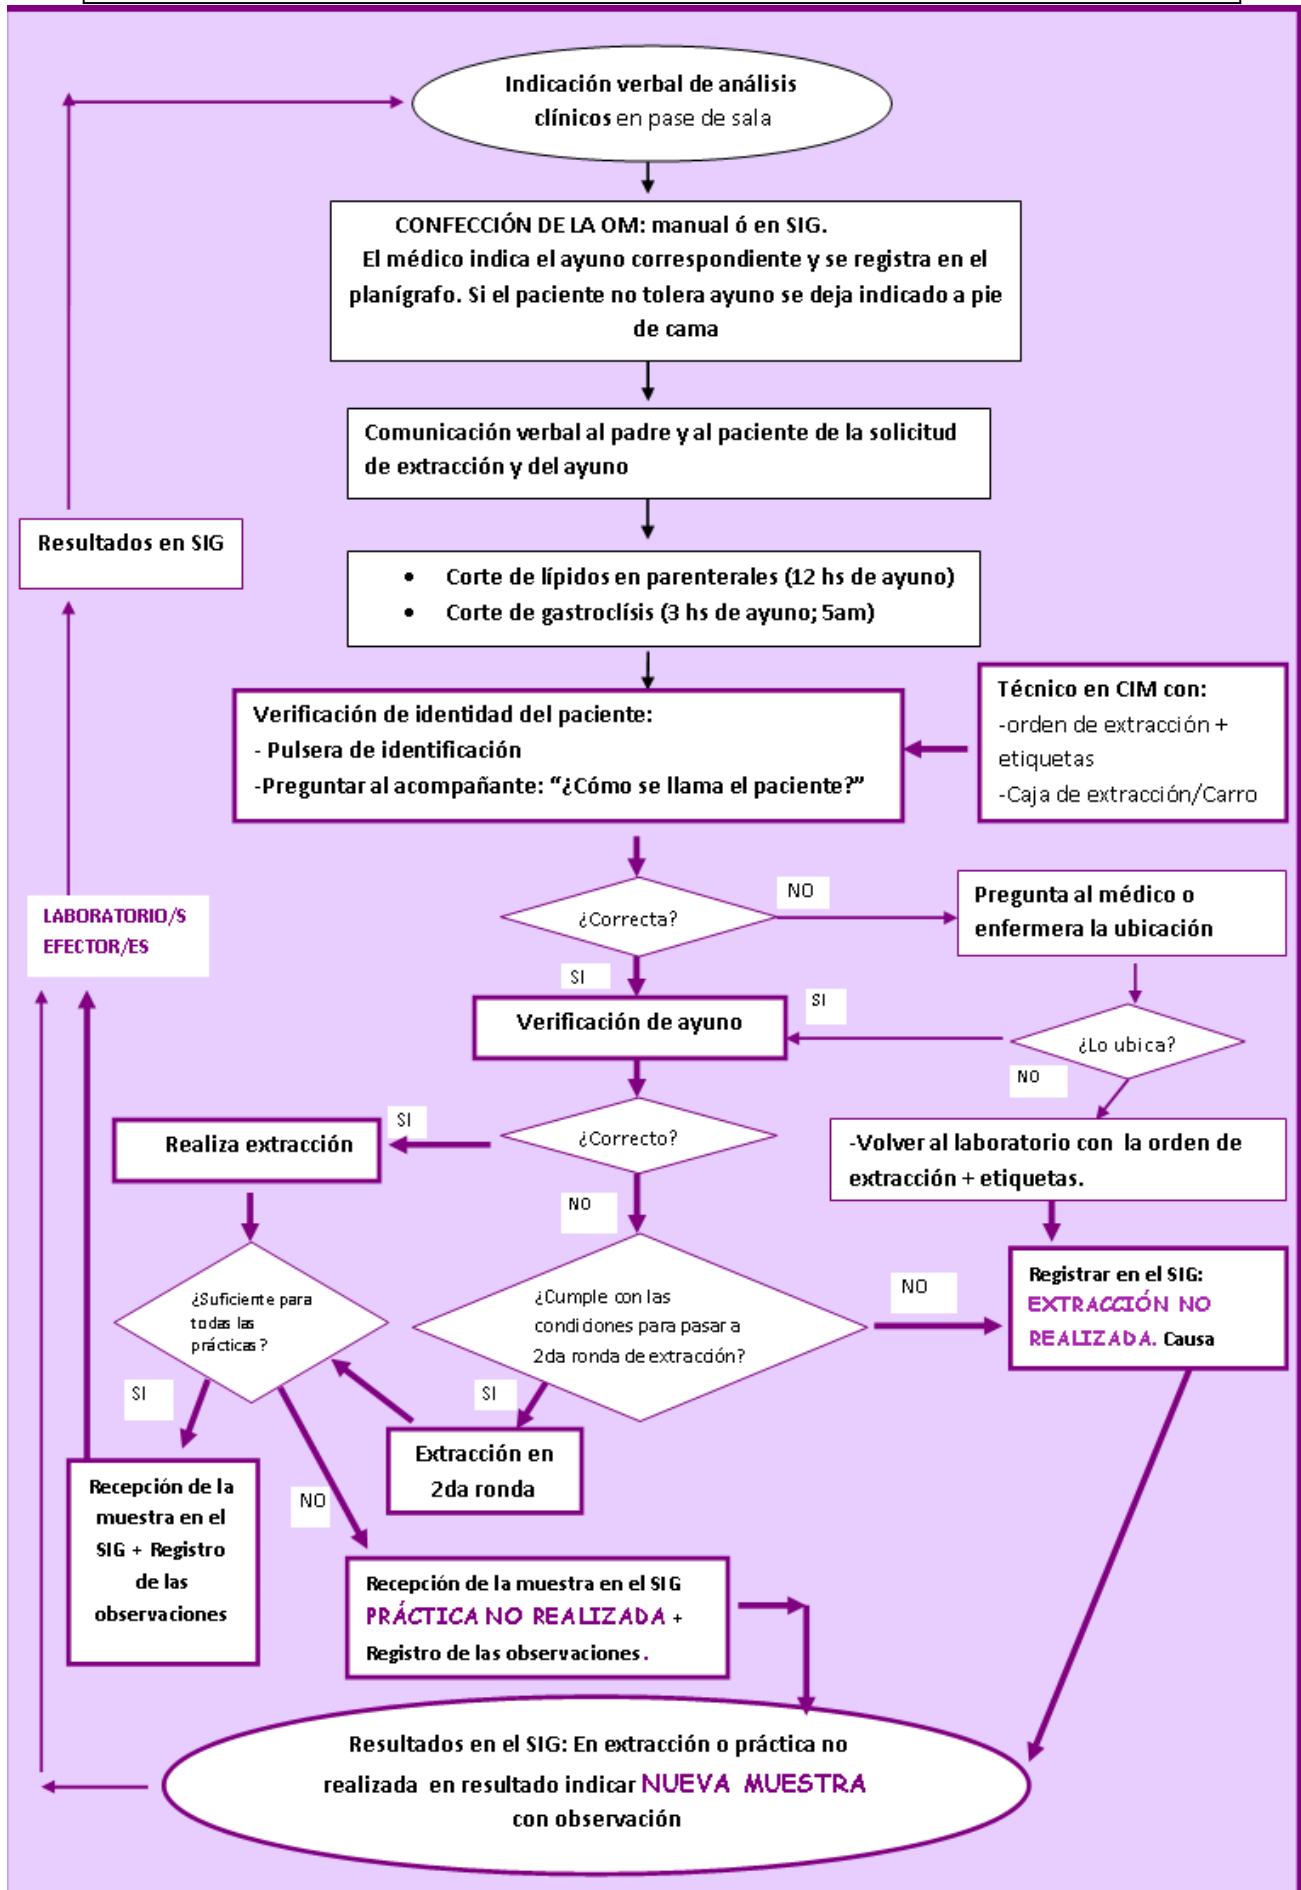 Indicación verbal de análisis
clínicos en pase de sala
CONFECCIÓN DE LA OM: manual ó en SIG.
El médico indica el ayuno correspondiente y se registra en el
planígrafo. Si el paciente no tolera ayuno se deja indicado a pie
de cama
Comunicación verbal al padre y al paciente de la solicitud
de extracción y del ayuno
Resultados en SIG
• Corte de lípidos en parenterales (12 hs de ayuno)
• Corte de gastroclísis (3 hs de ayuno; 5am)
Verificación de identidad del paciente:
- Pulsera de identificación
-Preguntar al acompañante: “¿Cómo se llama el paciente?”
Técnico en CIM con:
-orden de extracción +
etiquetas
-Caja de extracción/Carro
LABORATORIO/S
EFECTOR/ES
¿Correcta?
NO
Pregunta al médico o
enfermera la ubicación
SI
Verificación de ayuno
SI
¿Lo ubica?
NO
Realiza extracción
SI
¿Correcto?
-Volver al laboratorio con la orden de
extracción + etiquetas.
NO
¿Suficiente para
todas las
prácticas?
¿Cumple con las
condiciones para pasar a
2da ronda de extracción?
NO
Registrar en el SIG:
EXTRACCIÓN NO
REALIZADA. Causa
SI
SI
Extracción en
2da ronda
Recepción de la
muestra en el
SIG + Registro
de las
observaciones
NO
Recepción de la muestra en el SIG
PRÁCTICA NO REALIZADA +
Registro de las observaciones.
Resultados en el SIG: En extracción o práctica no
realizada en resultado indicar NUEVA MUESTRA
con observación